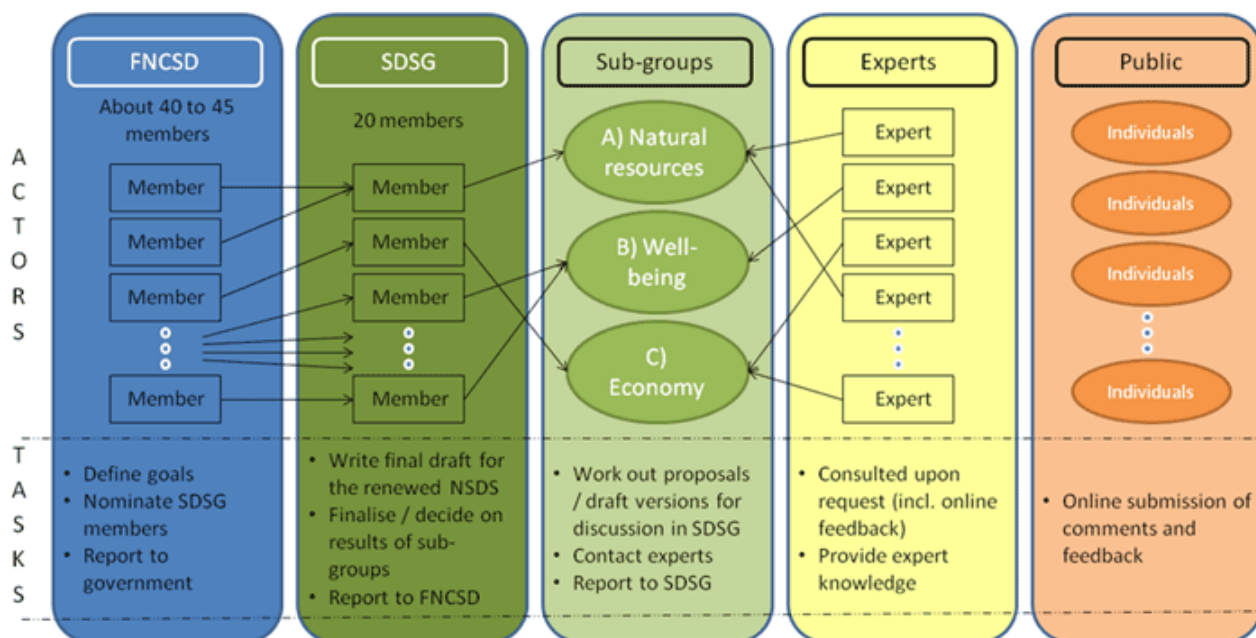 FNCSD
SDSG
Sub-groups
Experts
Public
ACTORS
About 40 to 45
members
Member
Member
Member
Member
20 members
Member
Member
Member
Member
A) Natural
resources
B) Well-
being
C)
Economy
Expert
Expert
Expert
Expert
Expert
Individuals
Individuals
Individuals
Individuals
TASKS
• Define goals
• Nominate SDSG
members
• Report to
government
• Write final draft for
the renewed NSDS
• Finalise / decide on
results of sub-
groups
• Report to FNCSD
• Work out proposals
/ draft versions for
discussion in SDSG
• Contact experts
• Report to SDSG
• Consulted upon
request (incl. online
feedback)
• Provide expert
knowledge
• Online submission of
comments and
feedback